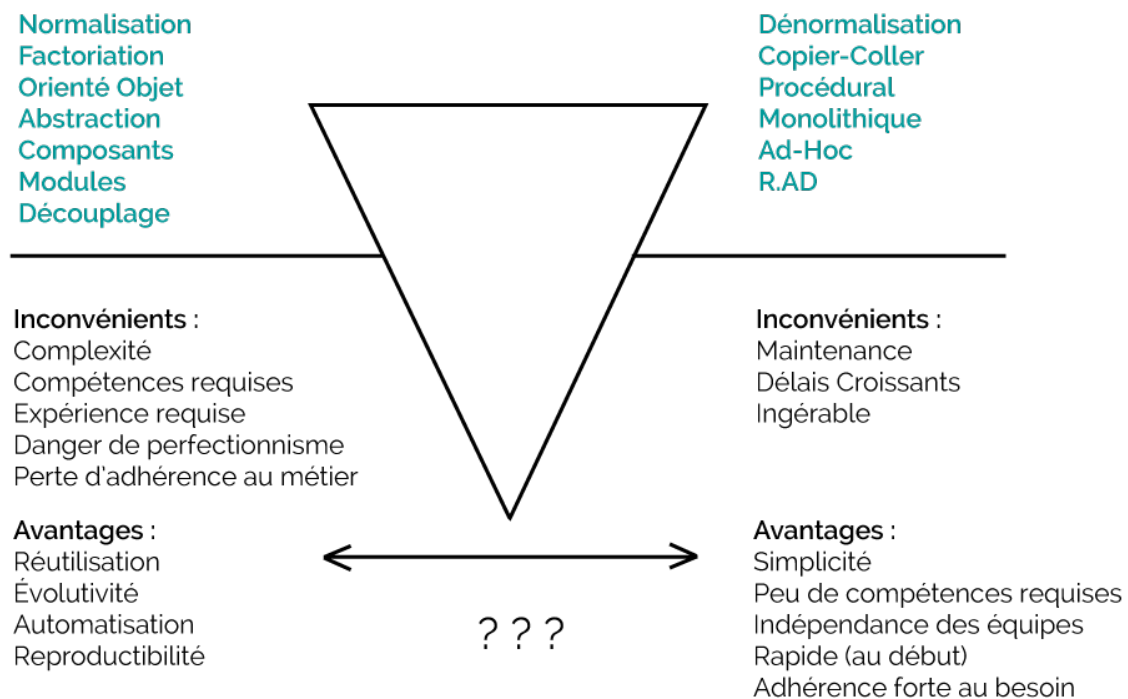 Normalisation
Factoriation
Orienté Objet
Abstraction
Composants
Modules
Découplage
Dénormalisation
Copier-Coller
Procédural
Monolithique
Ad-Hoc
R.AD
Inconvénients :
Complexité
Compétences requises
Expérience requise
Danger de perfectionnisme
Perte d'adhérence au métier
Avantages :
Réutilisation
Évolutivité
Automatisation
Reproductibilité
Inconvénients :
Maintenance
Délais Croissants
Ingérable
Avantages :
Simplicité
Peu de compétences requises
Indépendance des équipes
Rapide (au début)
Adhérence forte au besoin
? ? ?